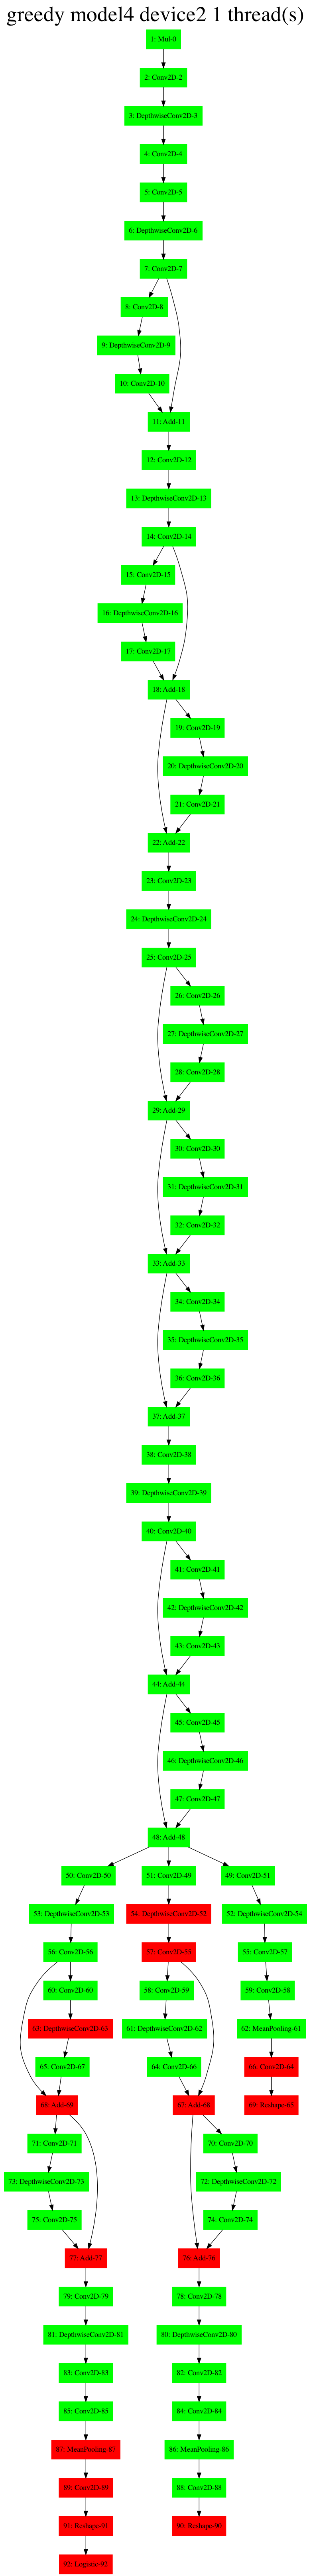 greedy model4 device2 1 thread(s)
1: Mul-0
2: Conv2D-2
3: DepthwiseConv2D-3
4: Conv2D-4
5: Conv2D-5
6: DepthwiseConv2D-6
7: Conv2D-7
8: Conv2D-8
9: DepthwiseConv2D-9
10: Conv2D-10
11: Add-11
12: Conv2D-12
13: DepthwiseConv2D-13
14: Conv2D-14
15: Conv2D-15
16: DepthwiseConv2D-16
17: Conv2D-17
18: Add-18
19: Conv2D-19
20: DepthwiseConv2D-20
21: Conv2D-21
22: Add-22
23: Conv2D-23
24: DepthwiseConv2D-24
25: Conv2D-25
26: Conv2D-26
27: DepthwiseConv2D-27
28: Conv2D-28
29: Add-29
30: Conv2D-30
31: DepthwiseConv2D-31
32: Conv2D-32
33: Add-33
34: Conv2D-34
35: DepthwiseConv2D-35
36: Conv2D-36
37: Add-37
38: Conv2D-38
39: DepthwiseConv2D-39
40: Conv2D-40
41: Conv2D-41
42: DepthwiseConv2D-42
43: Conv2D-43
44: Add-44
45: Conv2D-45
46: DepthwiseConv2D-46
47: Conv2D-47
48: Add-48
50: Conv2D-50
51: Conv2D-49
49: Conv2D-51
53: DepthwiseConv2D-53
54: DepthwiseConv2D-52
52: DepthwiseConv2D-54
56: Conv2D-56
57: Conv2D-55
55: Conv2D-57
60: Conv2D-60
58: Conv2D-59
59: Conv2D-58
63: DepthwiseConv2D-63
61: DepthwiseConv2D-62
62: MeanPooling-61
65: Conv2D-67
64: Conv2D-66
66: Conv2D-64
68: Add-69
67: Add-68
69: Reshape-65
71: Conv2D-71
70: Conv2D-70
73: DepthwiseConv2D-73
72: DepthwiseConv2D-72
75: Conv2D-75
74: Conv2D-74
77: Add-77
76: Add-76
79: Conv2D-79
78: Conv2D-78
81: DepthwiseConv2D-81
80: DepthwiseConv2D-80
83: Conv2D-83
82: Conv2D-82
85: Conv2D-85
84: Conv2D-84
87: MeanPooling-87
86: MeanPooling-86
89: Conv2D-89
88: Conv2D-88
91: Reshape-91
90: Reshape-90
92: Logistic-92